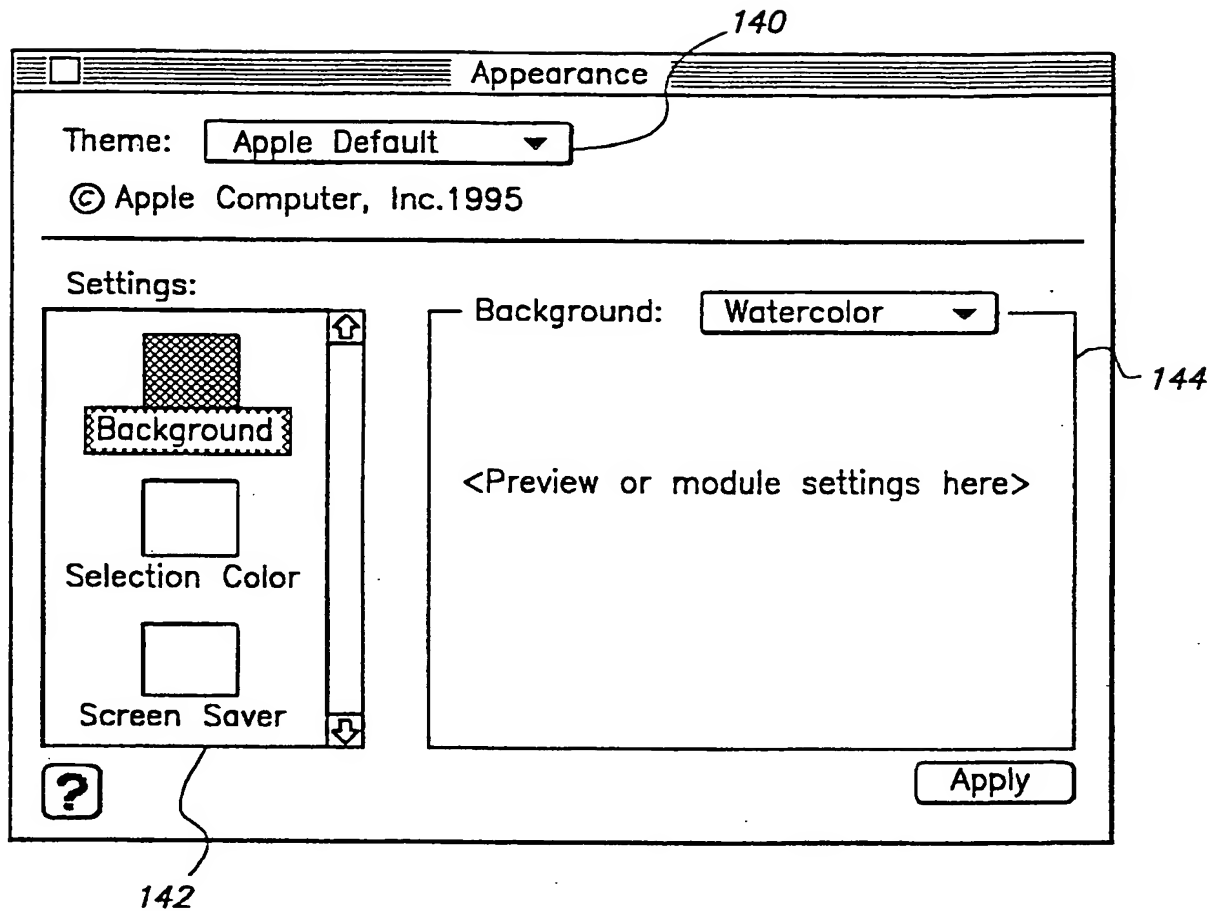 140
Appearance
Theme: Apple Default
© Apple Computer, Inc.1995
Settings:
Background: Watercolor
144
Background
<Preview or module settings here>
Selection Color
Screen Saver
?
Apply
142